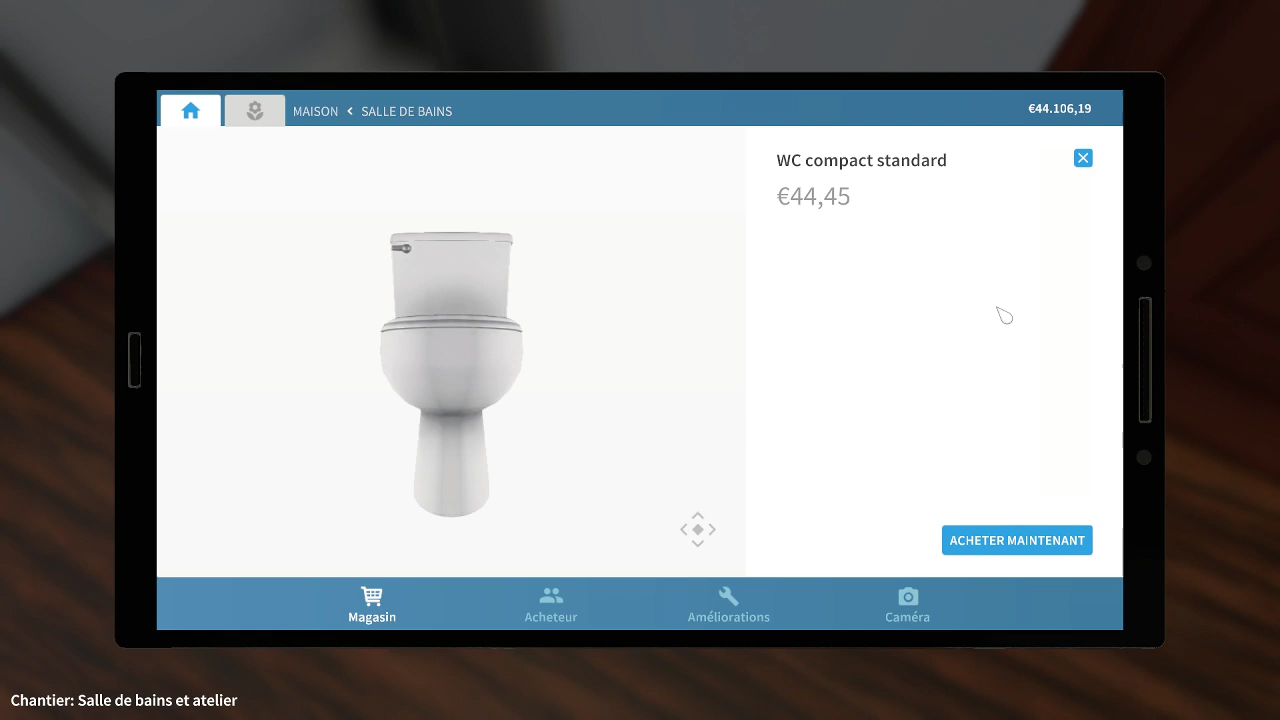 MAISON < SALLE DE BAINS
€44.106,19
WC compact standard
€44,45
ACHETER MAINTENANT
Magasin
Acheteur
Améliorations
Caméra
Chantier: Salle de bains et atelier